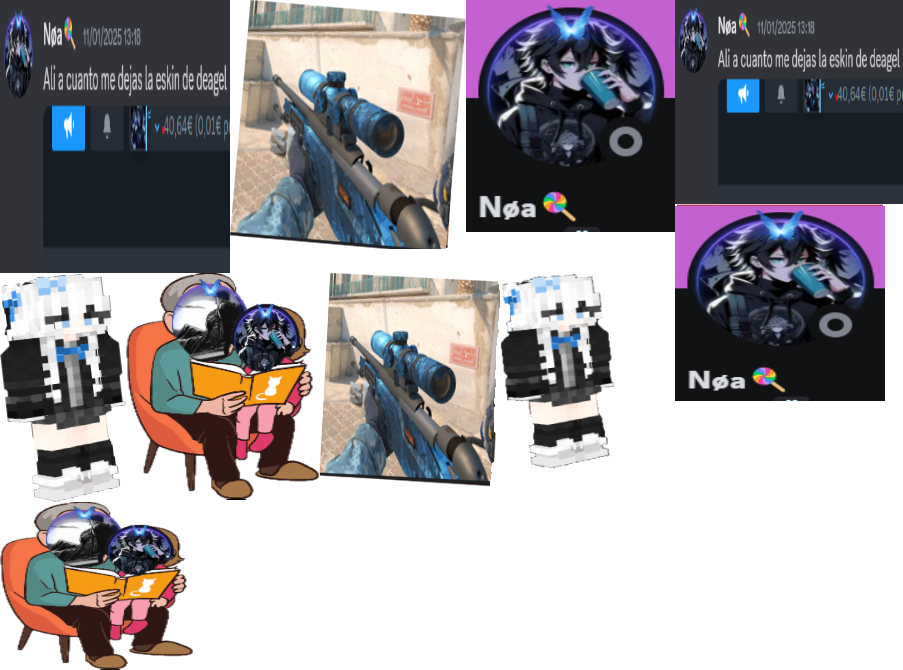 Nøa🍭 11/01/2025 13:18
Ali a cuanto me dejas la eskin de deagel
40,64€ (0,01€ p
Nøa🍭
Nøa🍭 11/01/2025 13:18
Ali a cuanto me dejas la eskin de deagel
40,64€ (0,01€ po
Nøa🍭